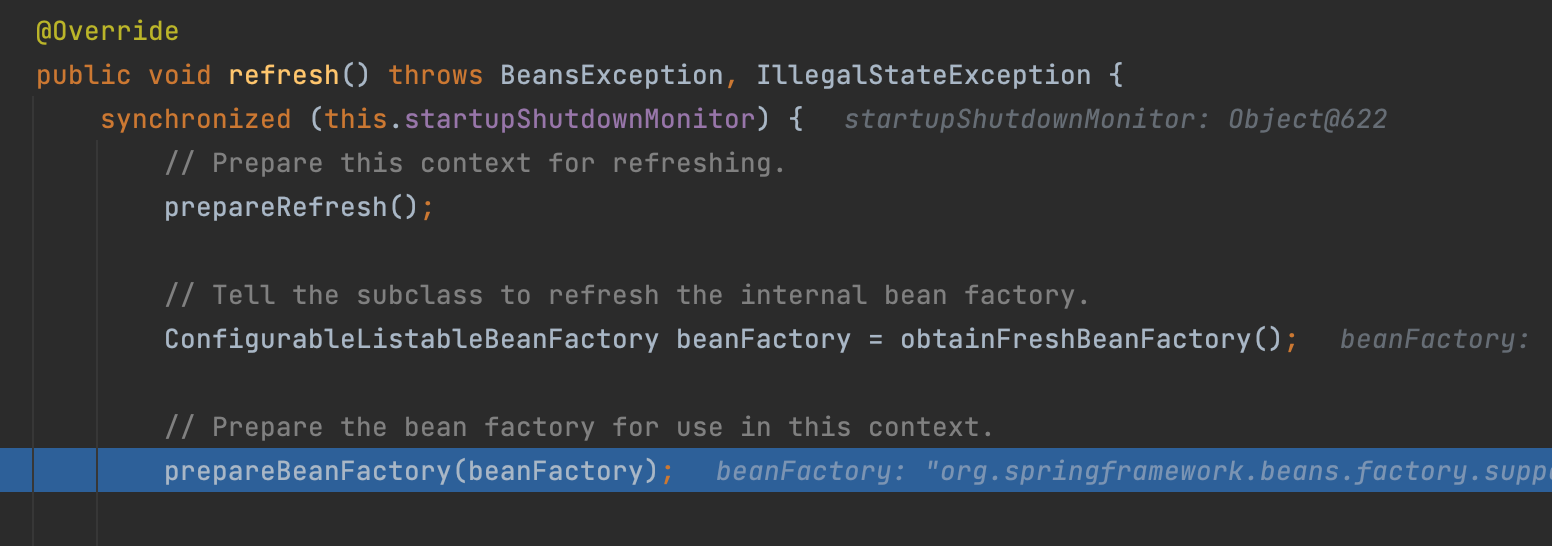 @Override
public void refresh() throws BeansException, IllegalStateException {
synchronized (this.startupShutdownMonitor) { startupShutdownMonitor: Object@622
// Prepare this context for refreshing.
prepareRefresh();
// Tell the subclass to refresh the internal bean factory.
ConfigurableListableBeanFactory beanFactory = obtainFreshBeanFactory(); beanFactory:
// Prepare the bean factory for use in this context.
prepareBeanFactory(beanFactory); beanFactory: "org.springframework.beans.factory.supp